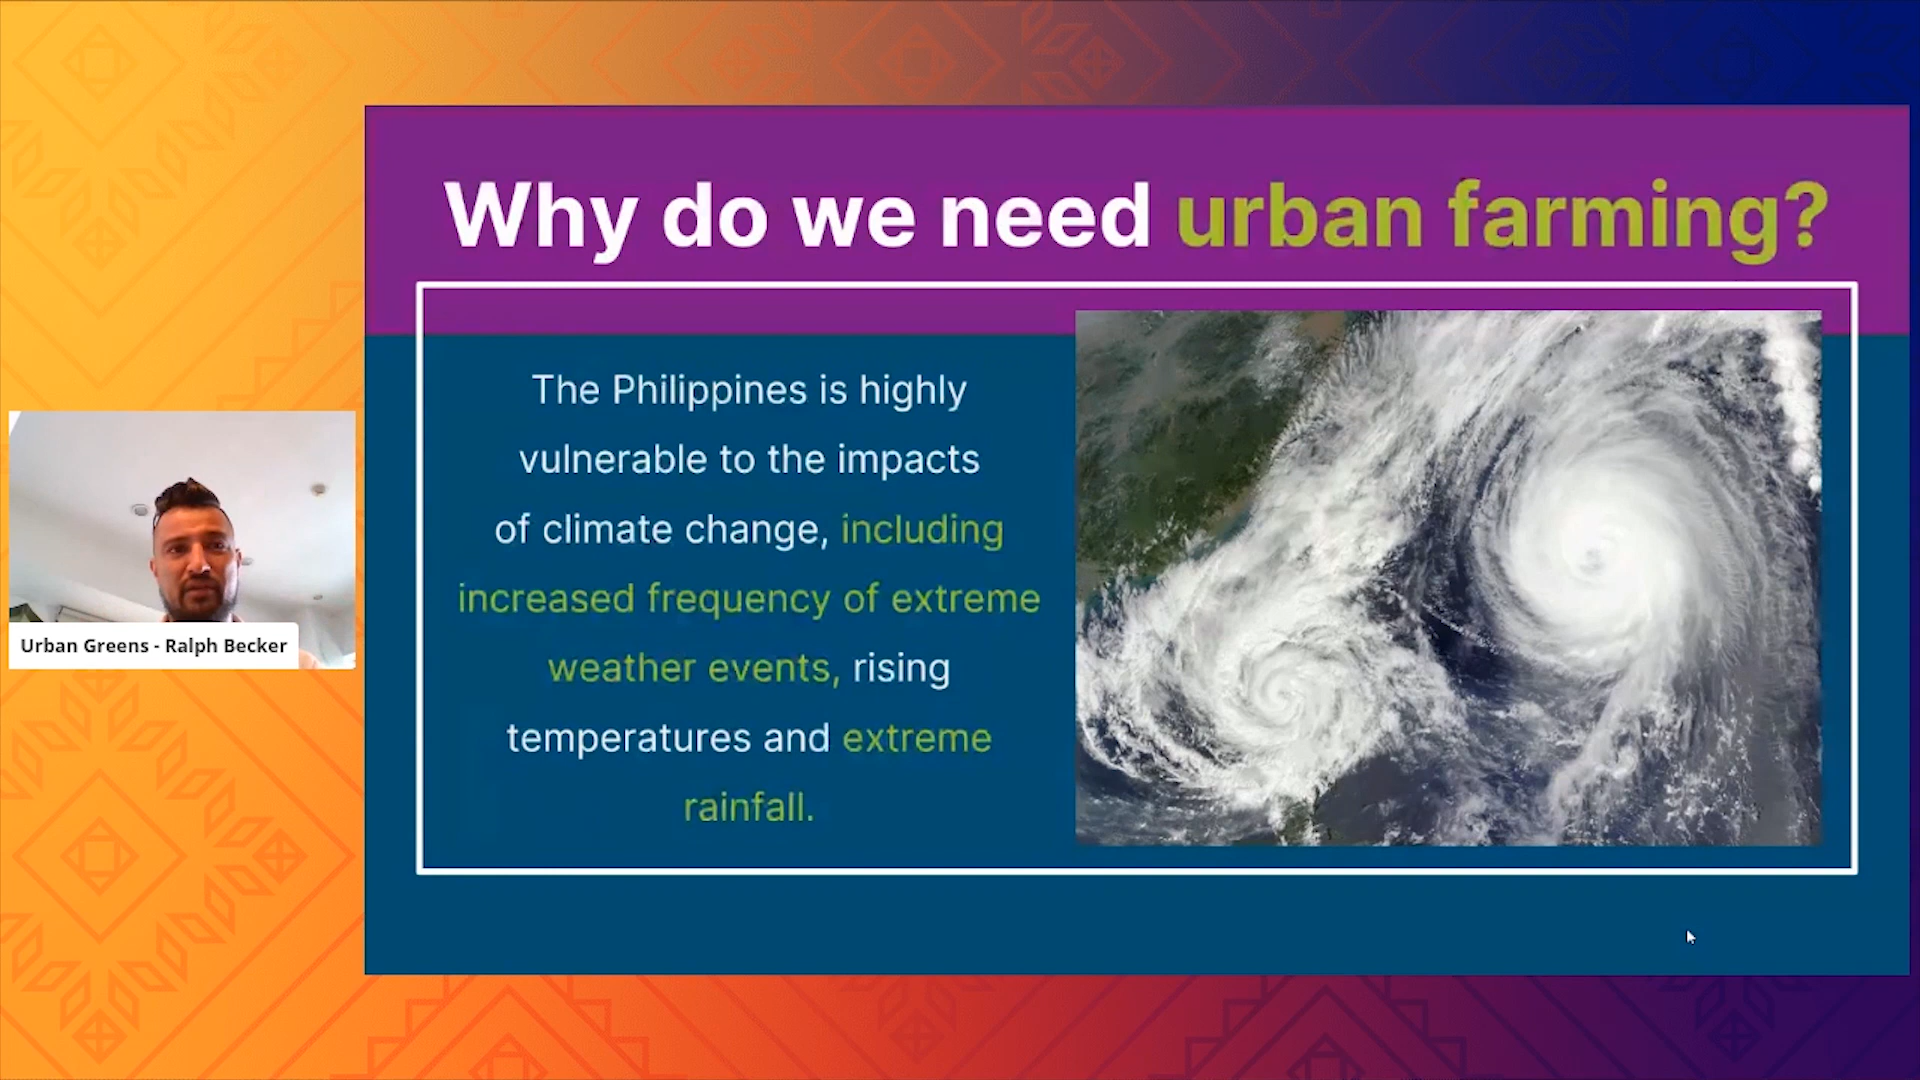 Why do we need urban farming?
The Philippines is highly
vulnerable to the impacts
of climate change, including
increased frequency of extreme
weather events, rising
temperatures and extreme
rainfall.
Urban Greens - Ralph Becker